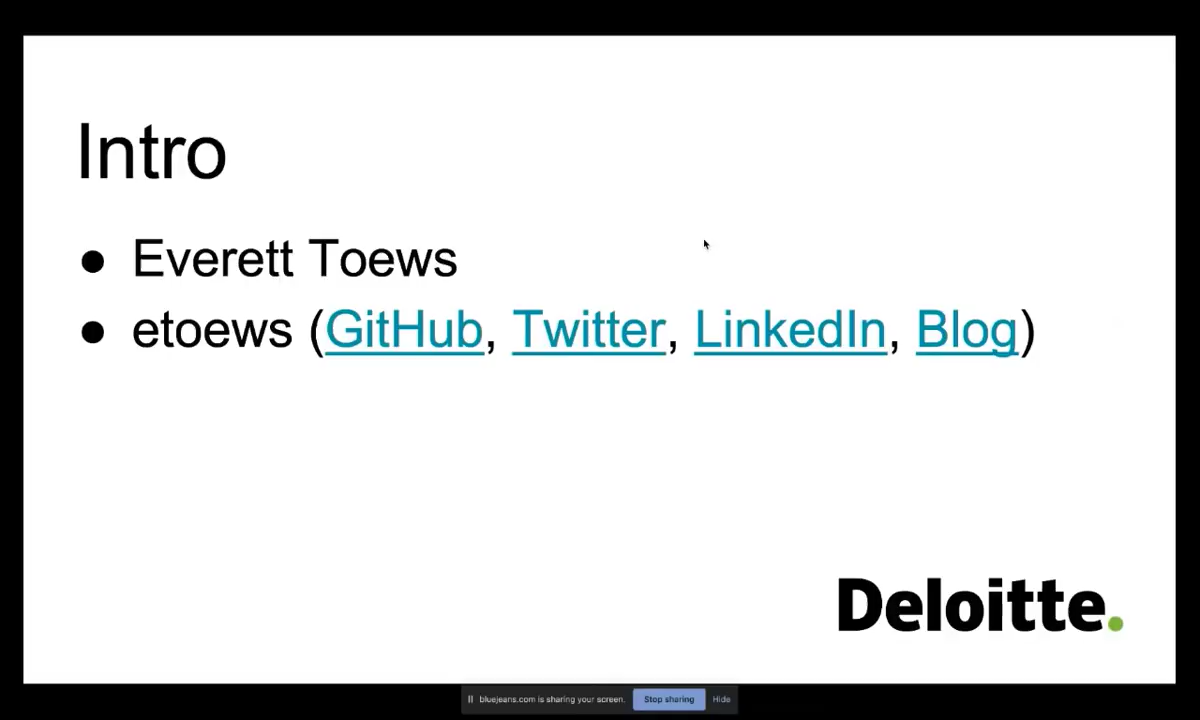 Intro
● Everett Toews
● etoews (GitHub, Twitter, LinkedIn, Blog)
Deloitte.
bluejeans.com is sharing your screen. Stop sharing Hide